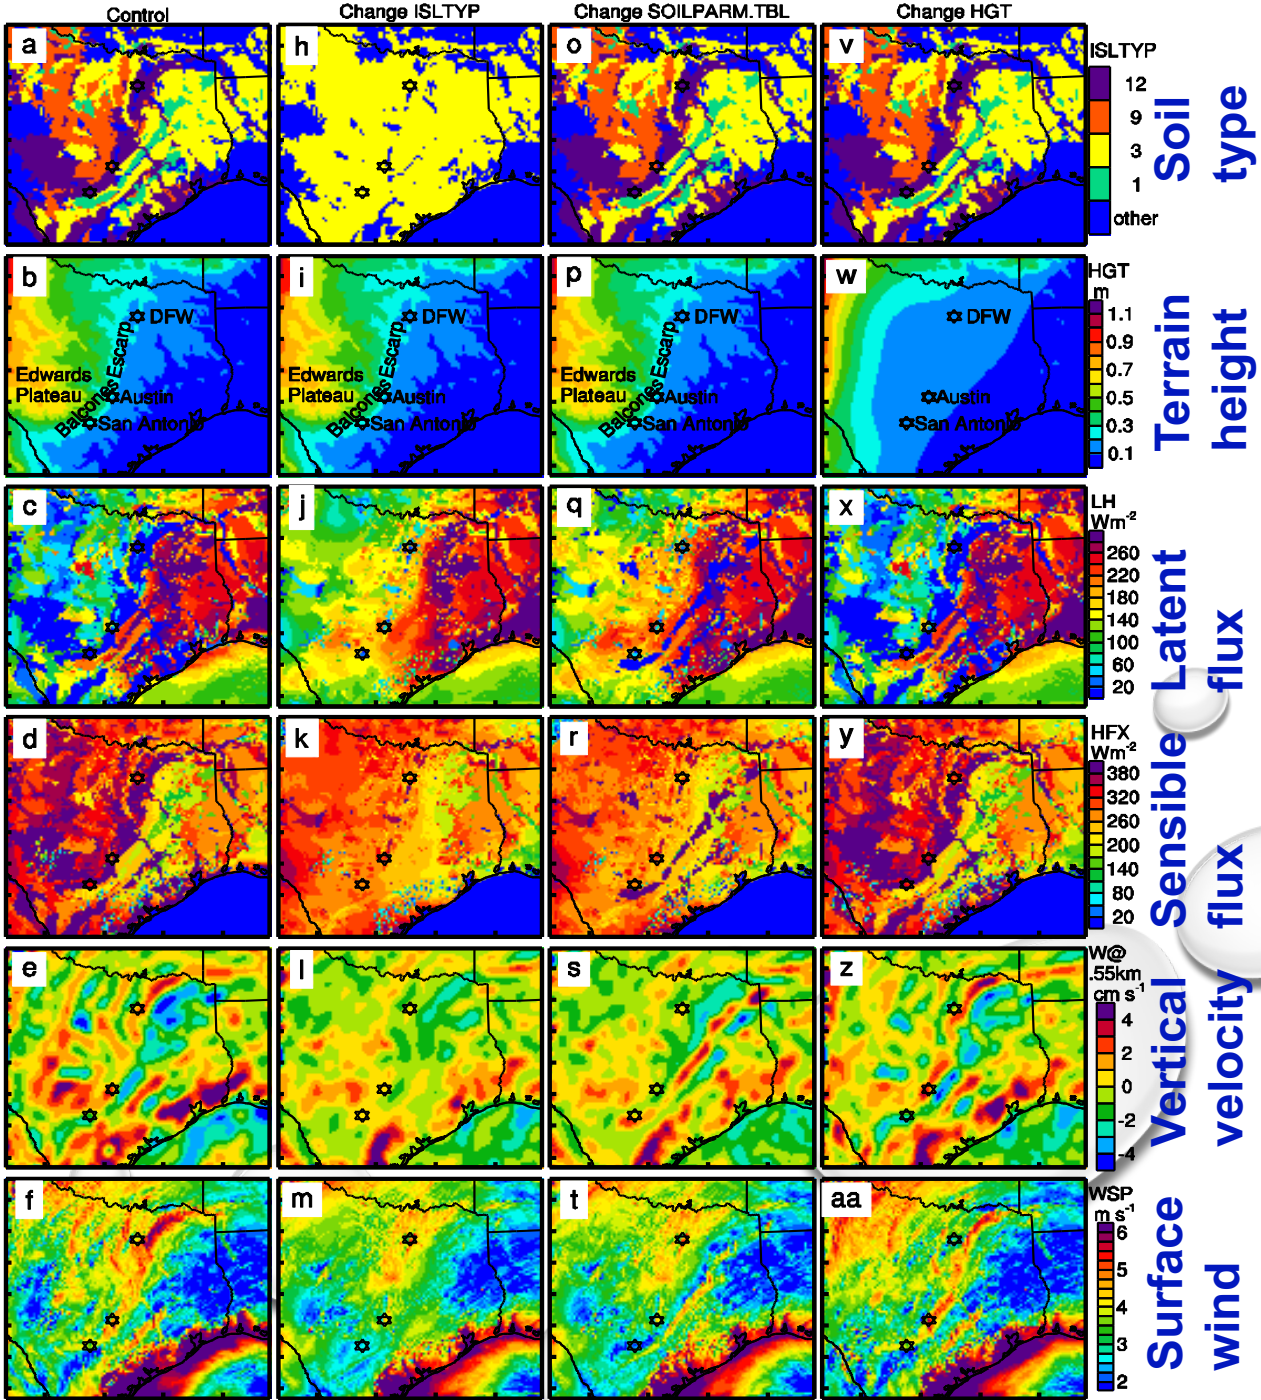 Control
Change ISLTYP
Change SOILPARM.TBL
Change HGT
a
h
o
v
ISLTYP
12
9
3
1
other
Soil
type
b
DFW
Edwards
Plateau
Balcones Escarp
Austin
San Antonio
i
DFW
Edwards
Plateau
Balcones Escarp
Austin
San Antonio
p
DFW
Edwards
Plateau
Balcones Escarp
Austin
San Antonio
w
DFW
Austin
San Antonio
HGT
m
1.1
0.9
0.7
0.5
0.3
0.1
Terrain
height
c
j
q
x
LH
Wm-2
260
220
180
140
100
60
20
Latent
flux
d
k
r
y
HFX
Wm-2
380
320
260
200
140
80
20
Sensible
flux
e
l
s
z
W@
.55km
cm s-1
4
2
0
-2
-4
Vertical
velocity
f
m
t
aa
WSP
m s-1
6
5
4
3
2
Surface
wind